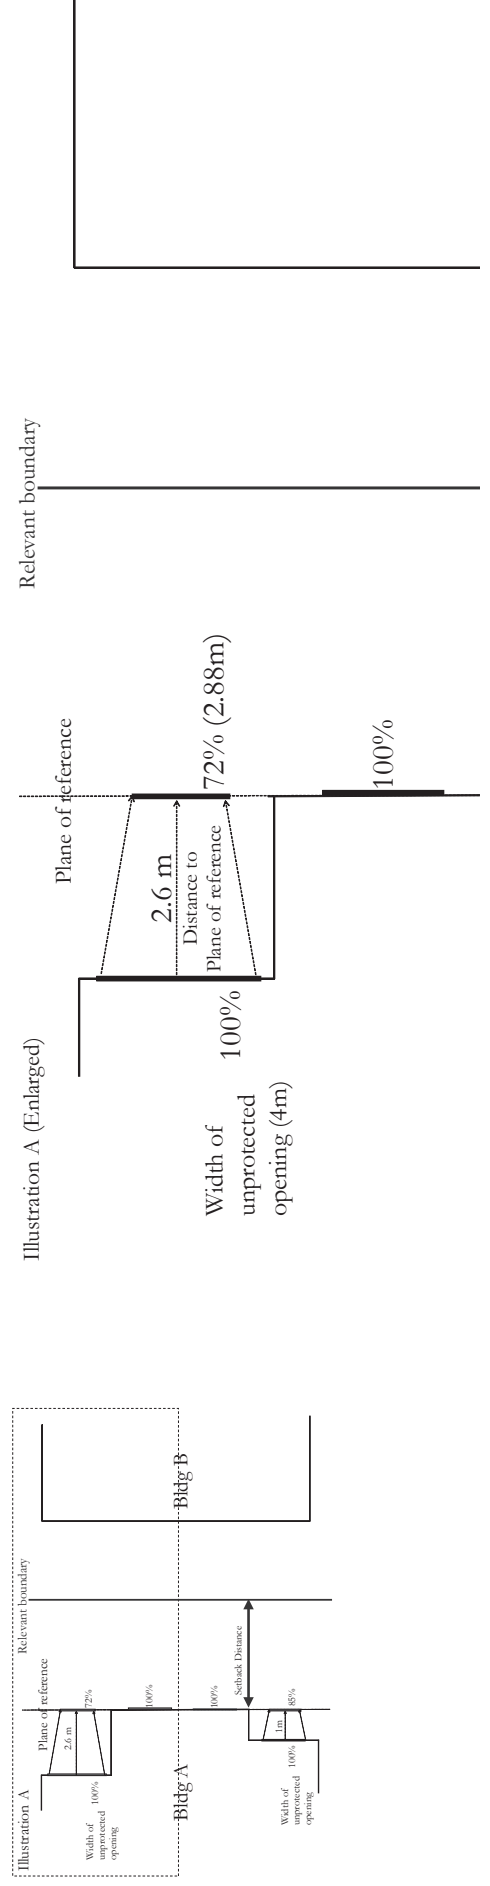 Illustration A
Plane of reference
Relevant boundary
2.6 m
72%
100%
Width of
unprotected
opening
100%
100%
Bldg A
Bldg B
Setback Distance
1m
85%
100%
Width of
unprotected
opening
Illustration A (Enlarged)
Plane of reference
Relevant boundary
2.6 m
Distance to
Plane of reference
72% (2.88m)
100%
Width of
unprotected
opening (4m)
100%